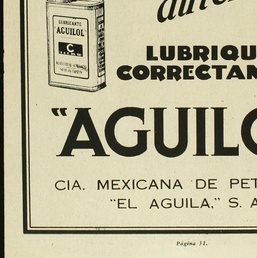 LUBRICANTE
AGUILOL
C
LUBRIQU
CORRECTAN
"AGUILO
CIA. MEXICANA DE PET
"EL AGUILA," S. A
Página 31.